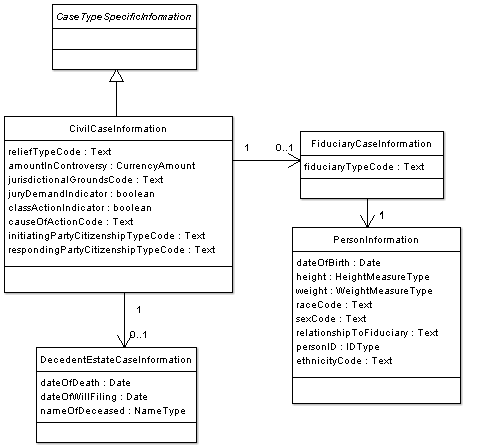 CaseTypeSpecificInformation
CivilCaseInformation
reliefTypeCode : Text
amountInControversy : CurrencyAmount
jurisdictionalGroundsCode : Text
juryDemandIndicator : boolean
classActionIndicator : boolean
causeOfActionCode : Text
initiatingPartyCitizenshipTypeCode : Text
respondingPartyCitizenshipTypeCode : Text
1
0..1
FiduciaryCaseInformation
fiduciaryTypeCode : Text
1
PersonInformation
dateOfBirth : Date
height : HeightMeasureType
weight : WeightMeasureType
raceCode : Text
sexCode : Text
relationshipToFiduciary : Text
personID : IDType
ethnicityCode : Text
1
0..1
DecedentEstateCaseInformation
dateOfDeath : Date
dateOfWillFiling : Date
nameOfDeceased : NameType